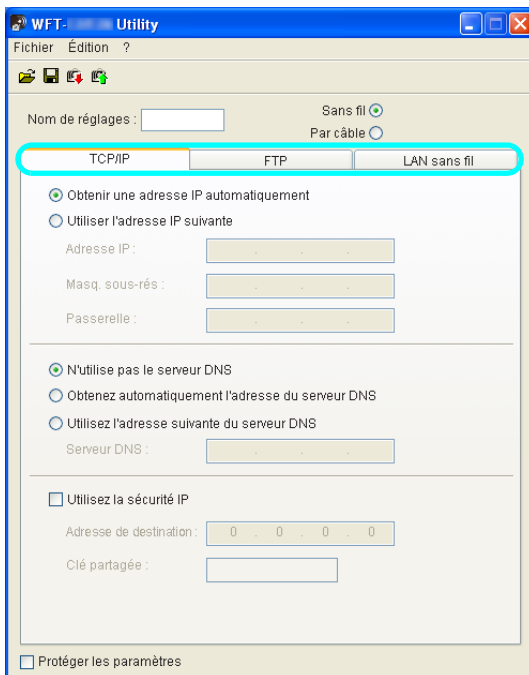 WFT- Utility
Fichier Édition ?
Nom de réglages :
Sans fil
Par câble
TCP/IP FTP LAN sans fil
Obtenir une adresse IP automatiquement
Utiliser l'adresse IP suivante
Adresse IP :
Masq. sous-rés :
Passerelle :
N'utilise pas le serveur DNS
Obtenez automatiquement l'adresse du serveur DNS
Utilisez l'adresse suivante du serveur DNS
Serveur DNS :
Utilisez la sécurité IP
Adresse de destination : 0 . 0 . 0 . 0
Clé partagée :
Protéger les paramètres